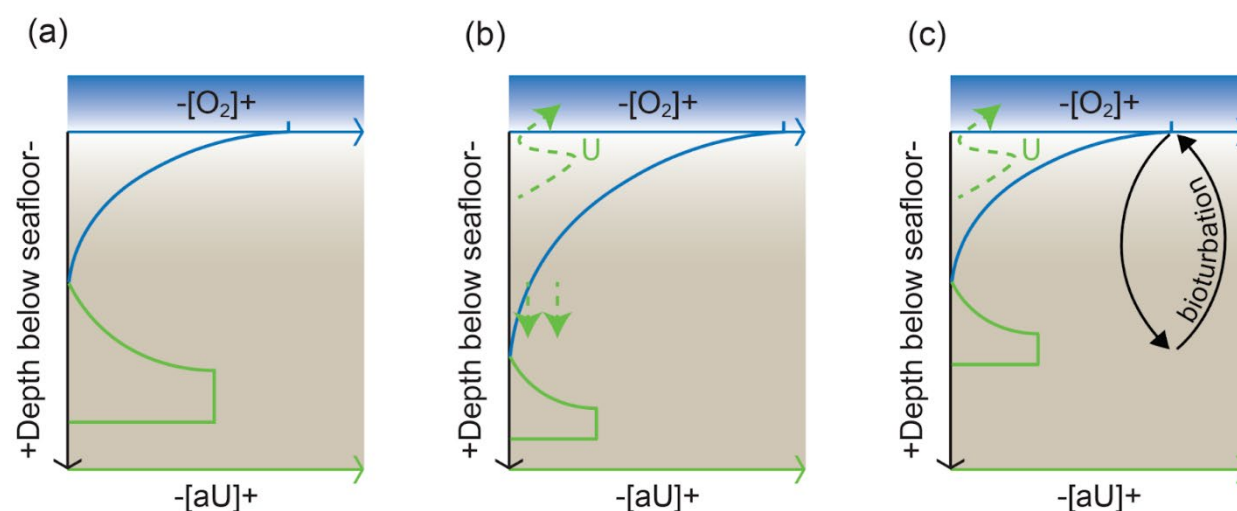 (a)
-[O₂]+
+Depth below seafloor-
-[aU]+
(b)
-[O₂]+
U
+Depth below seafloor-
-[aU]+
(c)
-[O₂]+
U
bioturbation
+Depth below seafloor-
-[aU]+